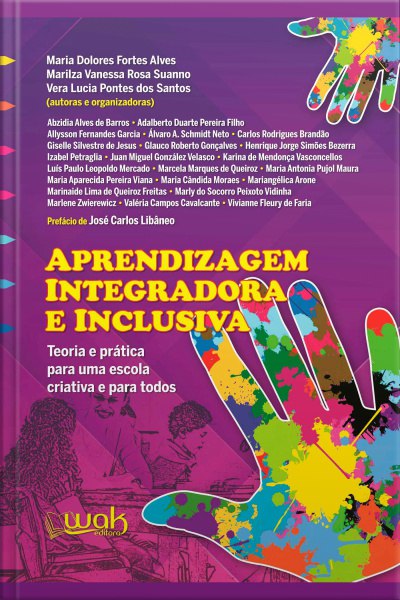 Maria Dolores Fortes Alves
Marilza Vanessa Rosa Suanno
Vera Lucia Pontes dos Santos
(autoras e organizadoras)
Abzidia Alves de Barros • Adalberto Duarte Pereira Filho
Allysson Fernandes Garcia • Álvaro A. Schmidt Neto • Carlos Rodrigues Brandão
Giselle Silvestre de Jesus • Glauco Roberto Gonçalves • Henrique Jorge Simões Bezerra
Izabel Petraglia • Juan Miguel González Velasco • Karina de Mendonça Vasconcellos
Luís Paulo Leopoldo Mercado • Marcela Marques de Queiroz • Maria Antonia Pujol Maura
Maria Aparecida Pereira Viana • Maria Cândida Moraes • Mariangélica Arone
Marinaide Lima de Queiroz Freitas • Marly do Socorro Peixoto Vidinha
Marlene Zwierewicz • Valéria Campos Cavalcante • Vivianne Fleury de Faria
Prefácio de José Carlos Libâneo
APRENDIZAGEM
INTEGRADORA
E INCLUSIVA
Teoria e prática
para uma escola
criativa e para todos
wak
editora